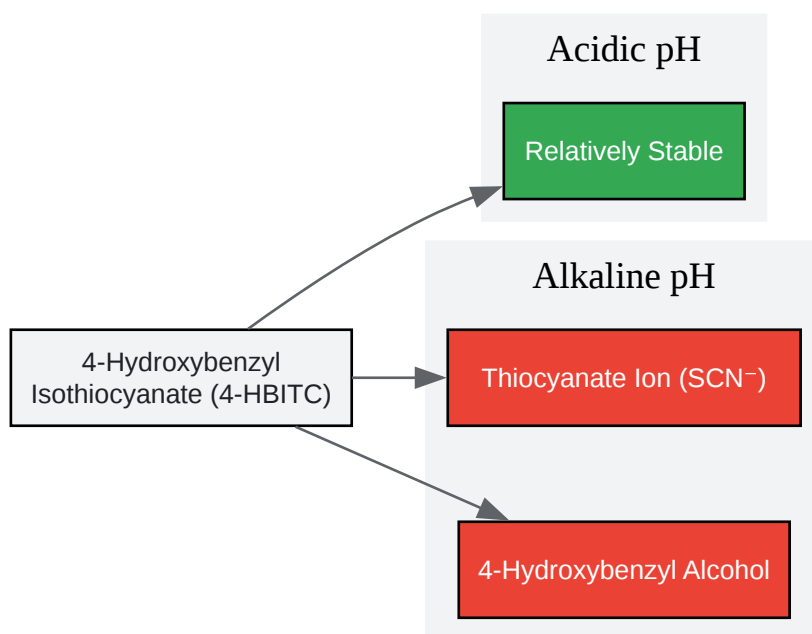 Acidic pH
Relatively Stable
Alkaline pH
4-Hydroxybenzyl
Isothiocyanate (4-HBITC)
Thiocyanate Ion (SCN⁻)
4-Hydroxybenzyl Alcohol